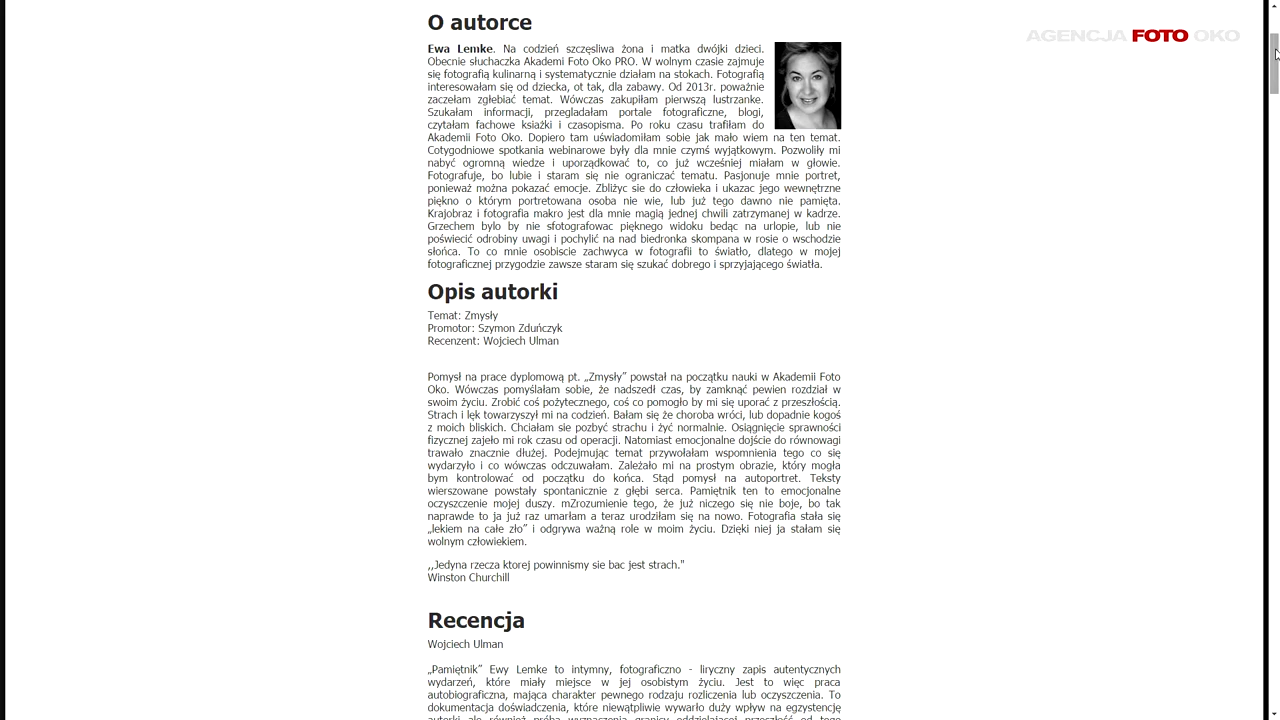 O autorce
AGENCJA FOTO OKO
Ewa Lemke. Na codzień szczęsliwa żona i matka dwójki dzieci.
Obecnie słuchaczka Akademi Foto Oko PRO. W wolnym czasie zajmuje
się fotografią kulinarną i systematycznie działam na stokach. Fotografią
interesowałam się od dziecka, ot tak, dla zabawy. Od 2013r. poważnie
zaczełam zgłebiać temat. Wówczas zakupiłam pierwszą lustrzanke.
Szukałam informacji, przegladałam portale fotograficzne, blogi,
czytałam fachowe ksiażki i czasopisma. Po roku czasu trafiłam do
Akademii Foto Oko. Dopiero tam uświadomiłam sobie jak mało wiem na ten temat.
Cotygodniowe spotkania webinarowe były dla mnie czymś wyjątkowym. Pozwoliły mi
nabyć ogromną wiedze i uporządkować to, co już wcześniej miałam w głowie.
Fotografuje, bo lubie i staram się nie ograniczać tematu. Pasjonuje mnie portret,
ponieważ można pokazać emocje. Zbliżyc sie do człowieka i ukazac jego wewnętrzne
piękno o którym portretowana osoba nie wie, lub już tego dawno nie pamięta.
Krajobraz i fotografia makro jest dla mnie magią jednej chwili zatrzymanej w kadrze.
Grzechem bylo by nie sfotografowac pięknego widoku bedąc na urlopie, lub nie
poświecić odrobiny uwagi i pochylić na nad biedronka skompana w rosie o wschodzie
słońca. To co mnie osobiscie zachwyca w fotografii to światło, dlatego w mojej
fotograficznej przygodzie zawsze staram się szukać dobrego i sprzyjającego światła.
Opis autorki
Temat: Zmysły
Promotor: Szymon Zduńczyk
Recenzent: Wojciech Ulman
Pomysł na prace dyplomową pt. „Zmysły” powstał na początku nauki w Akademii Foto
Oko. Wówczas pomyślałam sobie, że nadszedł czas, by zamknąć pewien rozdział w
swoim życiu. Zrobić coś pożytecznego, coś co pomogło by mi się uporać z przeszłością.
Strach i lęk towarzyszył mi na codzień. Bałam się że choroba wróci, lub dopadnie kogoś
z moich bliskich. Chciałam sie pozbyć strachu i żyć normalnie. Osiągnięcie sprawności
fizycznej zajeło mi rok czasu od operacji. Natomiast emocjonalne dojście do równowagi
trawało znacznie dłużej. Podejmując temat przywołałam wspomnienia tego co się
wydarzyło i co wówczas odczuwałam. Zależało mi na prostym obrazie, który mogła
bym kontrolować od początku do końca. Stąd pomysł na autoportret. Teksty
wierszowane powstały spontanicznie z głębi serca. Pamiętnik ten to emocjonalne
oczyszczenie mojej duszy. mZrozumienie tego, że już niczego się nie boje, bo tak
naprawde to ja już raz umarłam a teraz urodziłam się na nowo. Fotografia stała się
„lekiem na całe zło” i odgrywa ważną role w moim życiu. Dzięki niej ja stałam się
wolnym człowiekiem.
,,Jedyna rzecza ktorej powinnismy sie bac jest strach."
Winston Churchill
Recencja
Wojciech Ulman
„Pamiętnik” Ewy Lemke to intymny, fotograficzno - liryczny zapis autentycznych
wydarzeń, które miały miejsce w jej osobistym życiu. Jest to więc praca
autobiograficzna, mająca charakter pewnego rodzaju rozliczenia lub oczyszczenia. To
dokumentacja doświadczenia, które niewątpliwie wywarło duży wpływ na egzystencję
autorki ale również próba wyznaczenia granicy oddzielającej przeszłość od tego